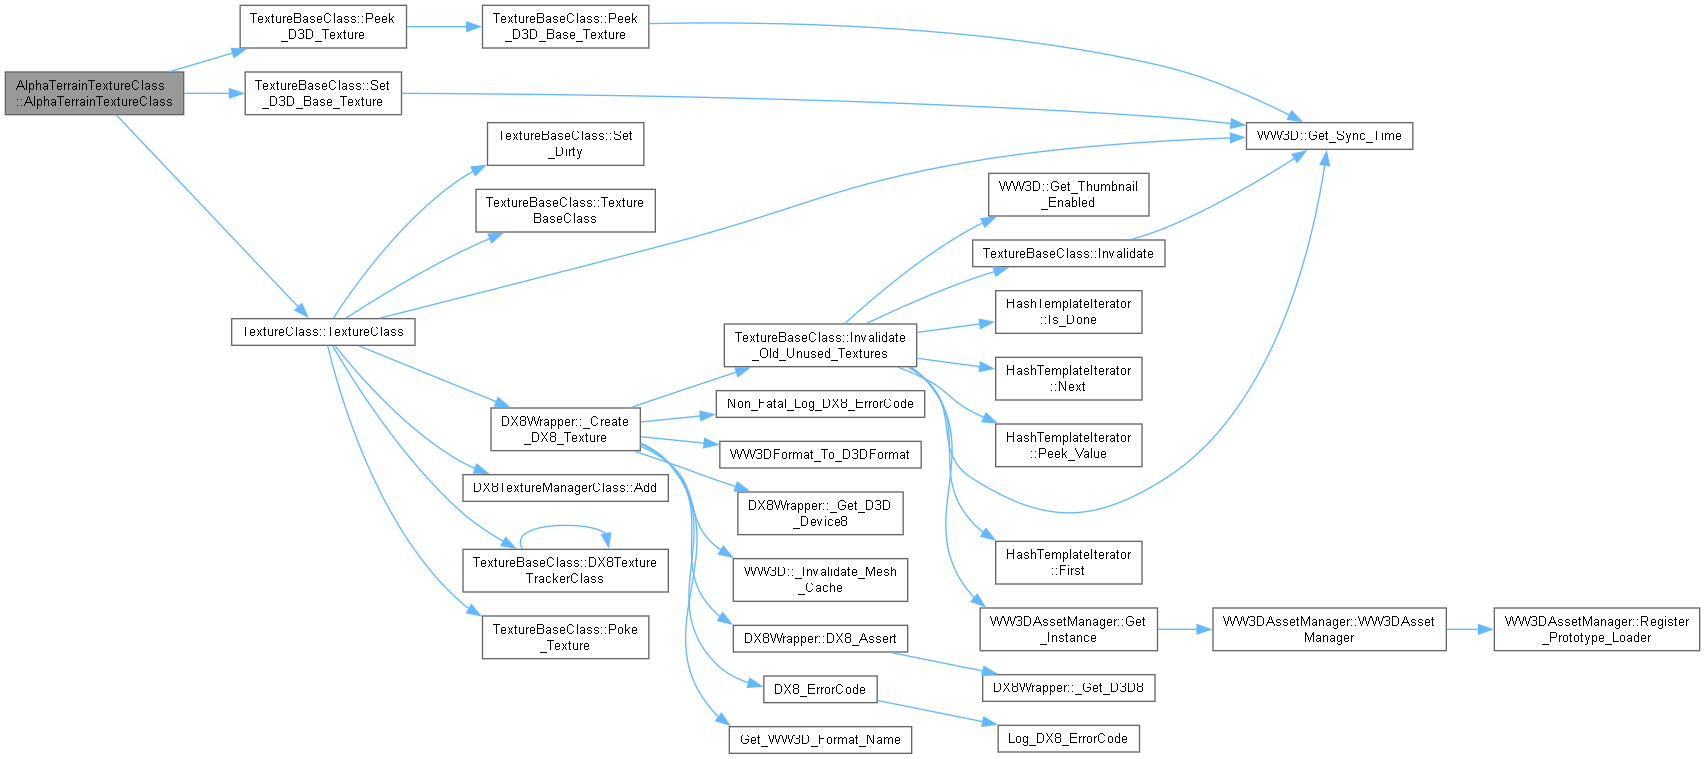 AlphaTerrainTextureClass
::AlphaTerrainTextureClass
TextureBaseClass::Peek
_D3D_Texture
TextureBaseClass::Peek
_D3D_Base_Texture
TextureBaseClass::Set
_D3D_Base_Texture
WW3D::Get_Sync_Time
TextureBaseClass::Set
_Dirty
TextureBaseClass::Texture
BaseClass
TextureClass::TextureClass
WW3D::Get_Thumbnail
_Enabled
TextureBaseClass::Invalidate
HashTemplateIterator
::Is_Done
TextureBaseClass::Invalidate
_Old_Unused_Textures
HashTemplateIterator
::Next
Non_Fatal_Log_DX8_ErrorCode
DX8Wrapper::_Create
_DX8_Texture
HashTemplateIterator
::Peek_Value
WW3DFormat_To_D3DFormat
DX8TextureManagerClass::Add
DX8Wrapper::_Get_D3D
_Device8
TextureBaseClass::DX8Texture
TrackerClass
WW3D::_Invalidate_Mesh
_Cache
HashTemplateIterator
::First
TextureBaseClass::Poke
_Texture
DX8Wrapper::DX8_Assert
WW3DAssetManager::Get
_Instance
WW3DAssetManager::WW3DAsset
Manager
WW3DAssetManager::Register
_Prototype_Loader
DX8_ErrorCode
DX8Wrapper::_Get_D3D8
Get_WW3D_Format_Name
Log_DX8_ErrorCode